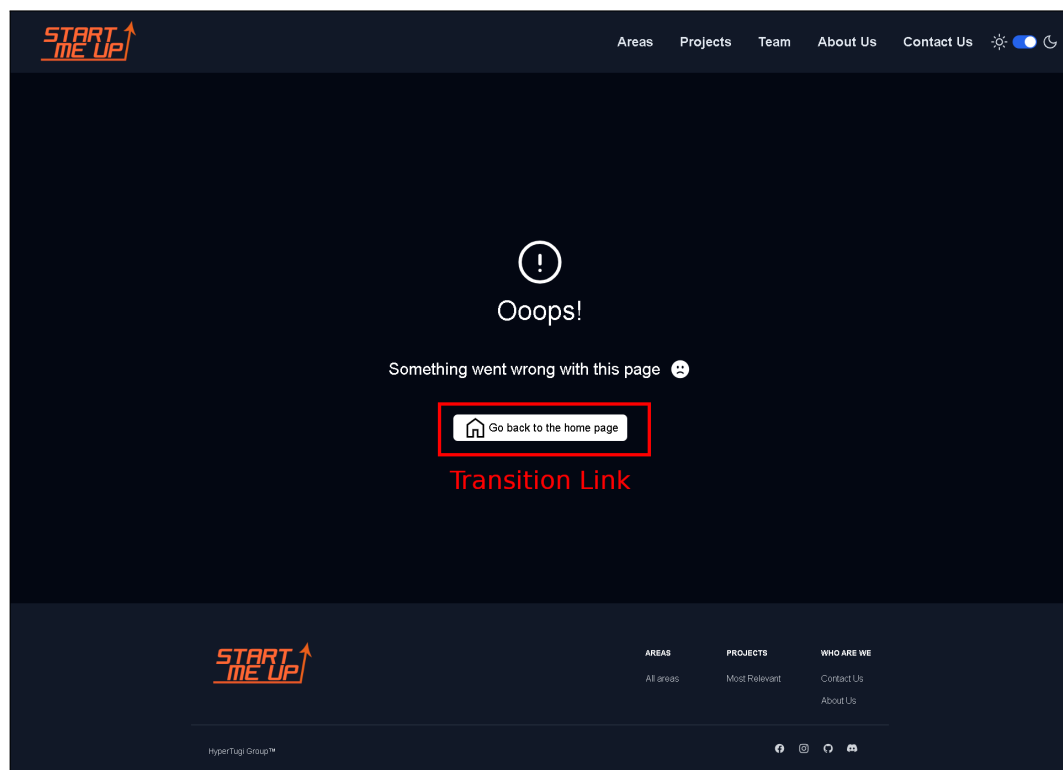 START
ME UP
Areas Projects Team About Us Contact Us
Ooops!
Something went wrong with this page
Go back to the home page
Transition Link
START
ME UP
AREAS PROJECTS WHO ARE WE
All areas Most Relevant Contact Us
About Us
HyperTugi Group™